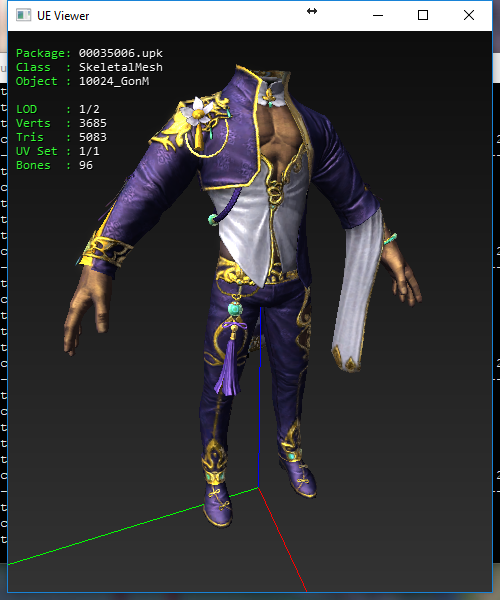 UE Viewer
Package: 00035006.upk
Class : SkeletalMesh
Object : 10024_GonM
LOD : 1/2
Verts : 3685
Tris : 5083
UV Set : 1/1
Bones : 96